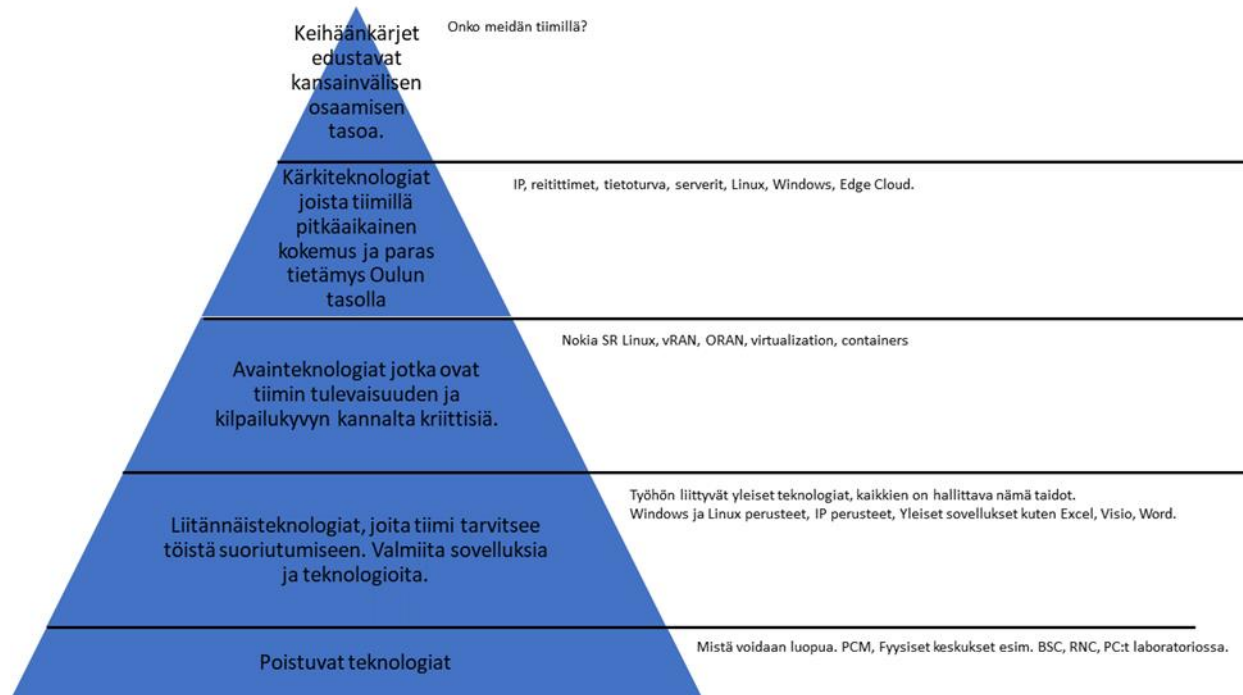 Keihäänkärjet
edustavat
kansainvälisen
osaamisen
tasoa.
Onko meidän tiimillä?
Kärkiteknologiat
joista tiimillä
pitkäaikainen
kokemus ja paras
tietämys Oulun
tasolla
IP, reitittimet, tietoturva, serverit, Linux, Windows, Edge Cloud.
Avainteknologiat jotka ovat
tiimin tulevaisuuden ja
kilpailukyvyn kannalta kriittisiä.
Nokia SR Linux, vRAN, ORAN, virtualization, containers
Liitännäisteknologiat, joita tiimi tarvitsee
töistä suoriutumiseen. Valmiita sovelluksia
ja teknologioita.
Työhön liittyvät yleiset teknologiat, kaikkien on hallittava nämä taidot.
Windows ja Linux perusteet, IP perusteet, Yleiset sovellukset kuten Excel, Visio, Word.
Poistuvat teknologiat
Mistä voidaan luopua. PCM, Fyysiset keskukset esim. BSC, RNC, PC:t laboratoriossa.